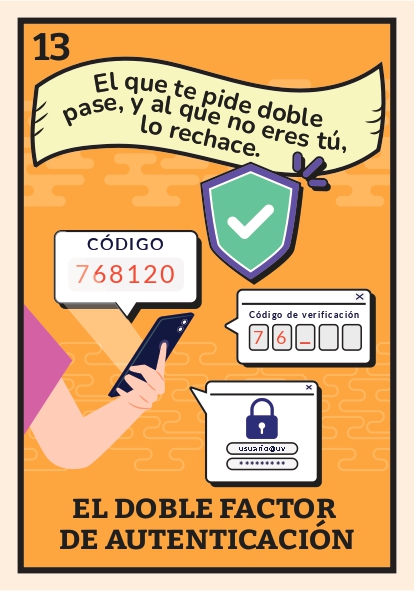 13
El que te pide doble
pase, y al que no eres tú,
lo rechace.
CÓDIGO
768120
Código de verificación
7 6 _
usuario@uv
*********
EL DOBLE FACTOR
DE AUTENTICACIÓN